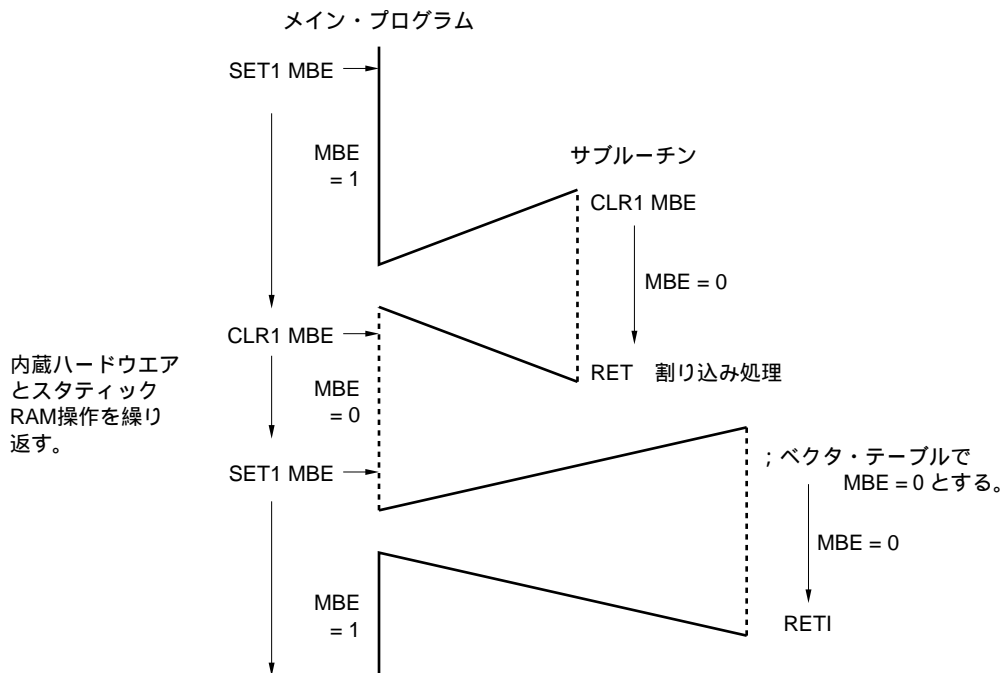 メイン・プログラム
SET1 MBE
MBE
= 1
サブルーチン
CLR1 MBE
MBE = 0
CLR1 MBE
内蔵ハードウエア
とスタティック
RAM操作を繰り
返す。
MBE
= 0
RET 割り込み処理
SET1 MBE
; ベクタ・テーブルで
MBE = 0 とする。
MBE = 0
MBE
= 1
RETI